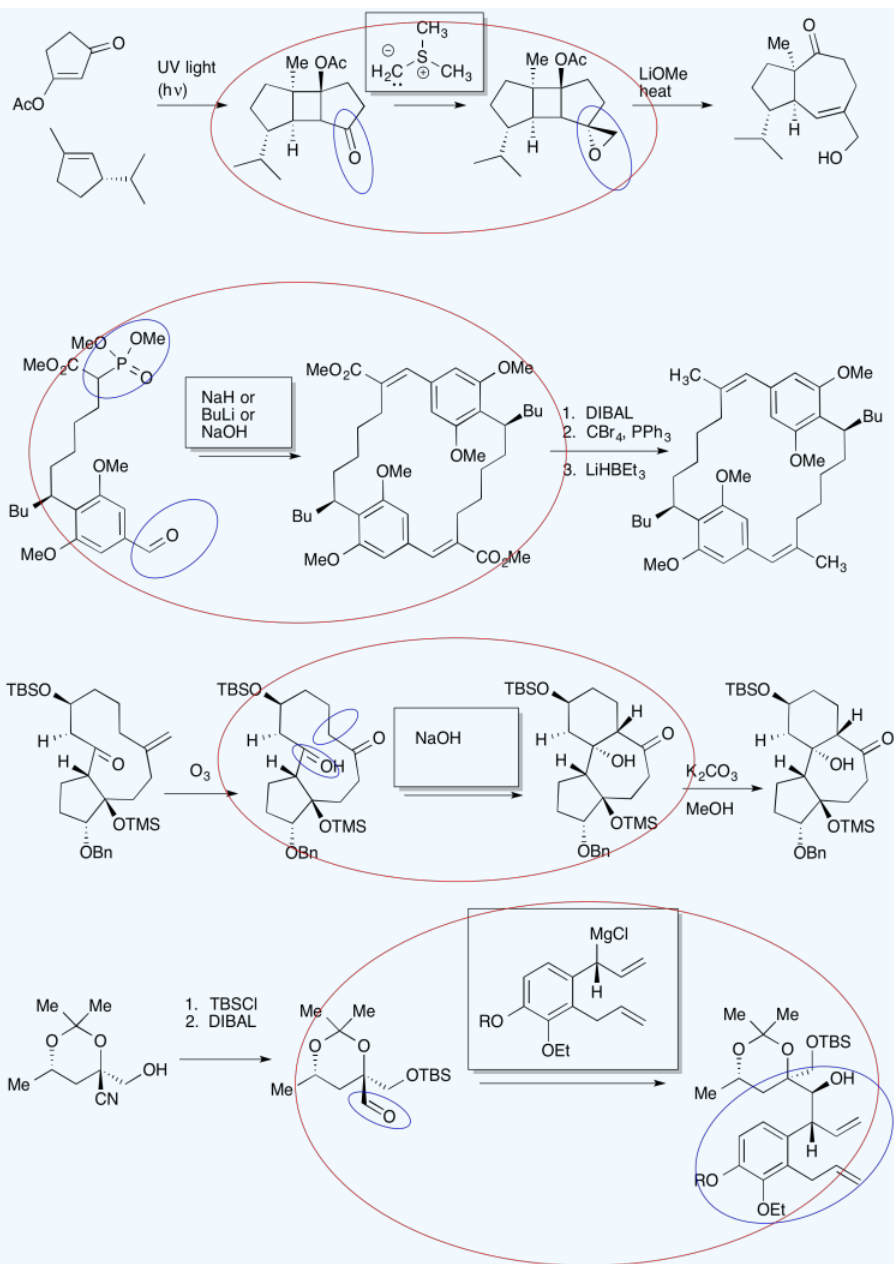 O
AcO
UV light
(hν)
Me
OAc
H
O
CH3
⊖
S
H2C
⊕
CH3
Me
OAc
H
O
LiOMe
heat
O
Me
H
HO
MeO
OMe
MeO2C
P
O
OMe
Bu
MeO
O
NaH or
BuLi or
NaOH
MeO2C
OMe
Bu
OMe
OMe
Bu
MeO
CO2Me
1. DIBAL
2. CBr4, PPh3
3. LiHBEt3
H3C
OMe
Bu
OMe
OMe
Bu
MeO
CH3
TBSO
H
O
H
OTMS
OBn
O3
TBSO
H
O
OH
H
OTMS
OBn
NaOH
TBSO
H
H
O
H
OH
OTMS
OBn
K2CO3
MeOH
TBSO
H
H
O
H
OH
OTMS
OBn
Me
Me
O
O
OH
Me
CN
1. TBSCl
2. DIBAL
Me
Me
O
O
OTBS
Me
O
MgCl
H
RO
OEt
Me
Me
TBS
O
O
O
Me
OH
H
RO
OEt